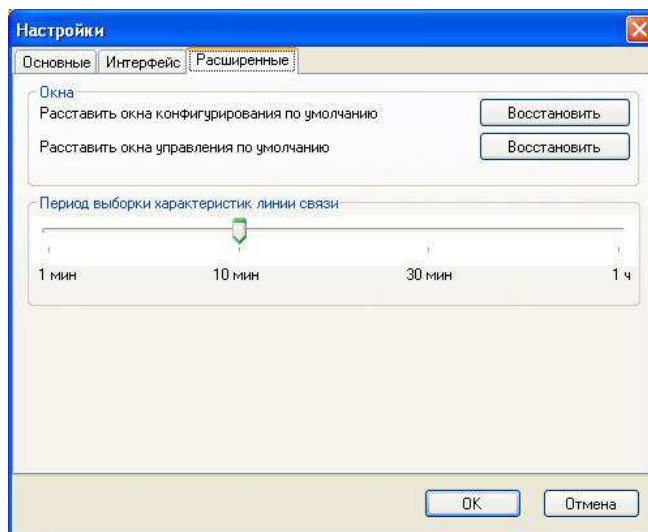 Настройки
Основные Интерфейс Расширенные
Окна
Расставить окна конфигурирования по умолчанию Восстановить
Расставить окна управления по умолчанию Восстановить
Период выборки характеристик линии связи
1 мин 10 мин 30 мин 1 ч
OK Отмена